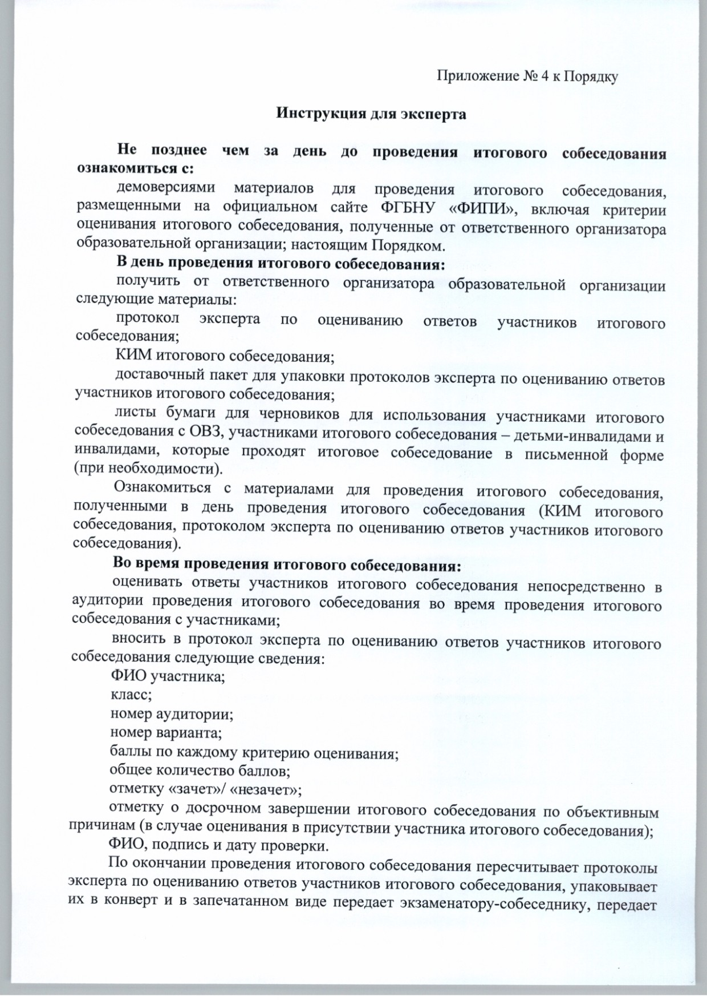 Приложение № 4 к Порядку
Инструкция для эксперта
Не позднее чем за день до проведения итогового собеседования
ознакомиться с:
демоверсиями материалов для проведения итогового собеседования,
размещенными на официальном сайте ФГБНУ «ФИПИ», включая критерии
оценивания итогового собеседования, полученные от ответственного организатора
образовательной организации; настоящим Порядком.
В день проведения итогового собеседования:
получить от ответственного организатора образовательной организации
следующие материалы:
протокол эксперта по оцениванию ответов участников итогового
собеседования;
КИМ итогового собеседования;
доставочный пакет для упаковки протоколов эксперта по оцениванию ответов
участников итогового собеседования;
листы бумаги для черновиков для использования участниками итогового
собеседования с ОВЗ, участниками итогового собеседования – детьми-инвалидами и
инвалидами, которые проходят итоговое собеседование в письменной форме
(при необходимости).
Ознакомиться с материалами для проведения итогового собеседования,
полученными в день проведения итогового собеседования (КИМ итогового
собеседования, протоколом эксперта по оцениванию ответов участников итогового
собеседования).
Во время проведения итогового собеседования:
оценивать ответы участников итогового собеседования непосредственно в
аудитории проведения итогового собеседования во время проведения итогового
собеседования с участниками;
вносить в протокол эксперта по оцениванию ответов участников итогового
собеседования следующие сведения:
ФИО участника;
класс;
номер аудитории;
номер варианта;
баллы по каждому критерию оценивания;
общее количество баллов;
отметку «зачет»/ «незачет»;
отметку о досрочном завершении итогового собеседования по объективным
причинам (в случае оценивания в присутствии участника итогового собеседования);
ФИО, подпись и дату проверки.
По окончании проведения итогового собеседования пересчитывает протоколы
эксперта по оцениванию ответов участников итогового собеседования, упаковывает
их в конверт и в запечатанном виде передает экзаменатору-собеседнику, передает